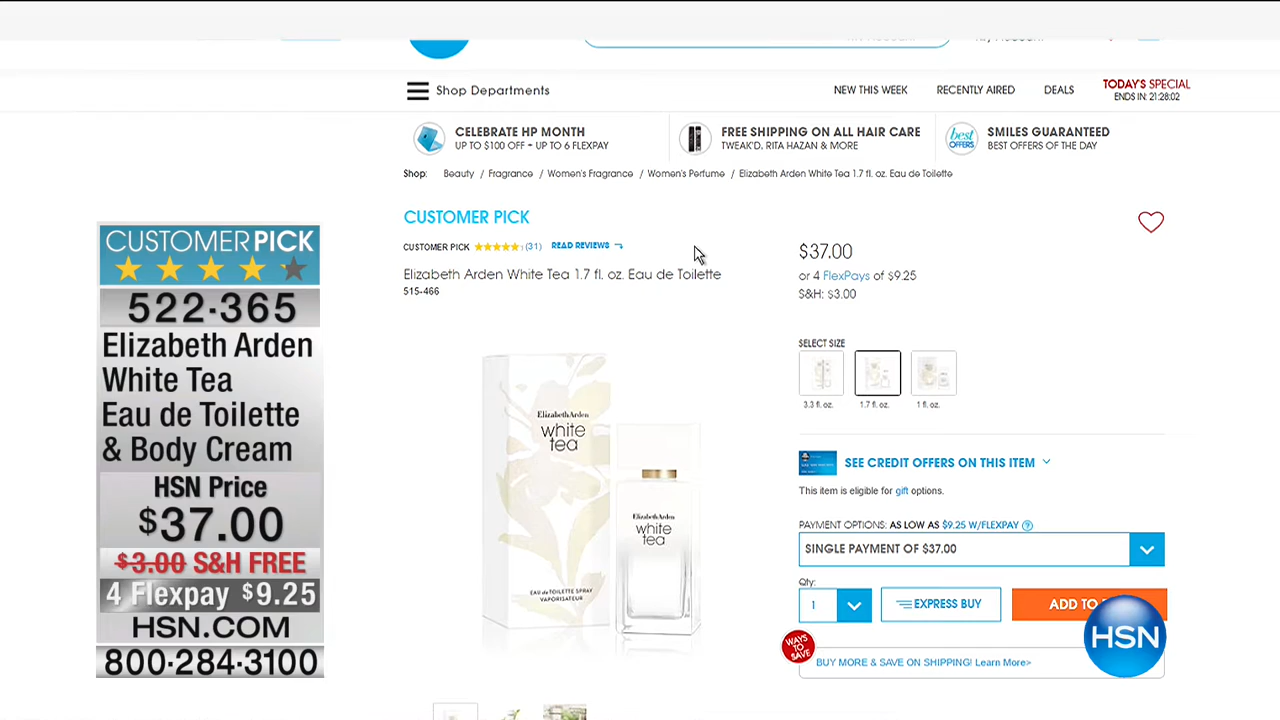 Shop Departments
NEW THIS WEEK
RECENTLY AIRED
DEALS
TODAY'S SPECIAL
ENDS IN: 21:28:02
CELEBRATE HP MONTH
UP TO $100 OFF + UP TO 6 FLEXPAY
FREE SHIPPING ON ALL HAIR CARE
TWEAK'D, RITA HAZAN & MORE
best
OFFERS
SMILES GUARANTEED
BEST OFFERS OF THE DAY
Shop: Beauty / Fragrance / Women's Fragrance / Women's Perfume / Elizabeth Arden White Tea 1.7 fl. oz. Eau de Toilette
CUSTOMER PICK
CUSTOMER PICK (31) READ REVIEWS
Elizabeth Arden White Tea 1.7 fl. oz. Eau de Toilette
515-466
$37.00
or 4 FlexPays of $9.25
S&H: $3.00
SELECT SIZE
3.3 fl. oz.
1.7 fl. oz.
1 fl. oz.
SEE CREDIT OFFERS ON THIS ITEM
This item is eligible for gift options.
PAYMENT OPTIONS: AS LOW AS $9.25 W/FLEXPAY ?
SINGLE PAYMENT OF $37.00
Qty:
1
EXPRESS BUY
ADD TO
WAYS
TO
SAVE
BUY MORE & SAVE ON SHIPPING! Learn More>
HSN
ElizabethArden
white
tea
EAU de TOILETTE SPRAY
VAPORISATEUR
ElizabethArden
white
tea
CUSTOMER PICK
522-365
Elizabeth Arden
White Tea
Eau de Toilette
& Body Cream
HSN Price
$37.00
$3.00 S&H FREE
4 Flexpay $9.25
HSN.COM
800-284-3100